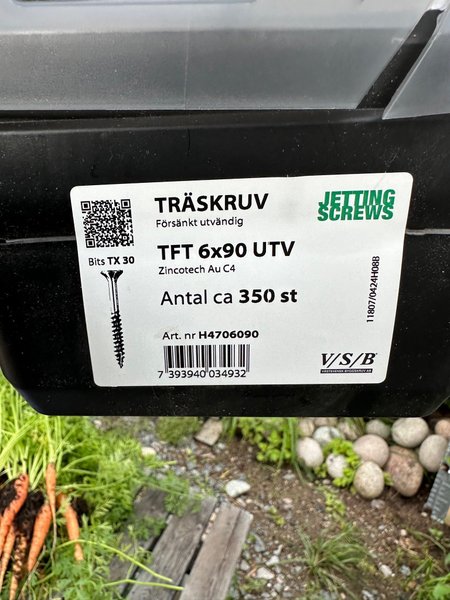 TRÄSKRUV
Försänkt utvändig
JETTING
SCREWS
Bits TX 30
TFT 6x90 UTV
Zincotech Au C4
Antal ca 350 st
Art. nr H4706090
7 393940 034932
11807/0424H08B
V/S/B